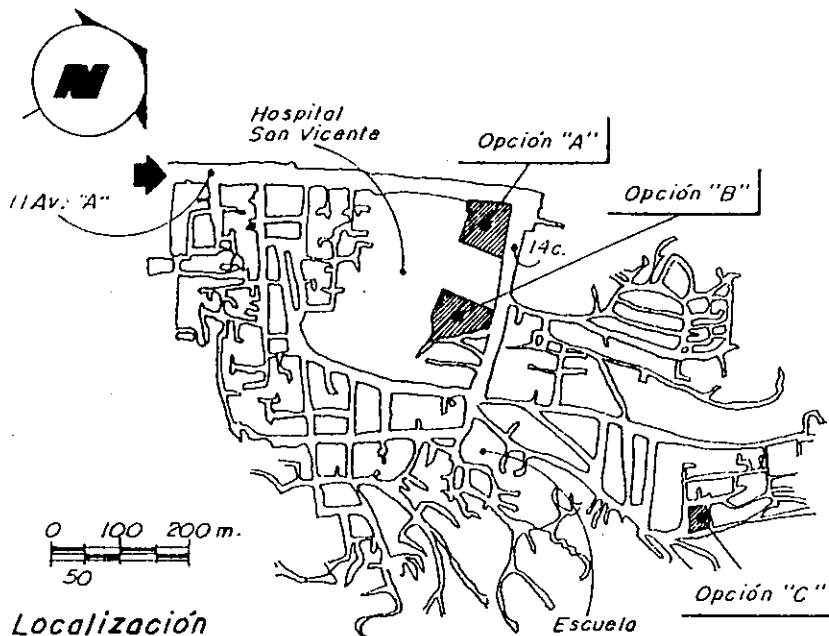 N
Hospital
San Vicente
Opción "A"
Opción "B"
11 Av. "A"
14c.
0 100 200 m.
50
Opción "C"
Escuela
Localización